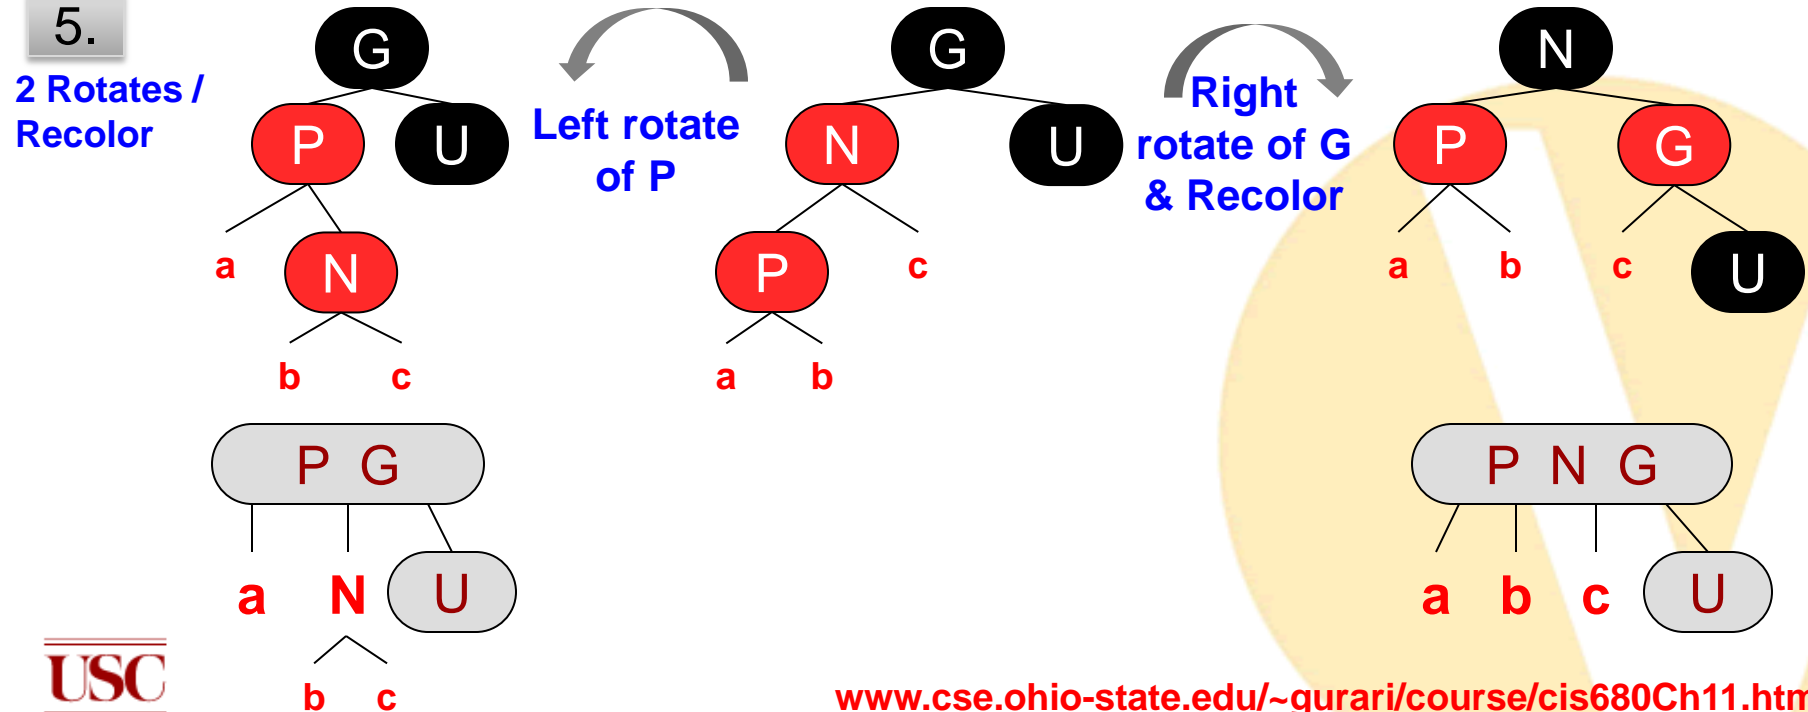 5.
2 Rotates /
Recolor
G
P
U
a
N
b
c
Left rotate
of P
G
N
U
P
c
a
b
Right
rotate of G
& Recolor
N
P
G
a
b
c
U
P G
a
N
U
b
c
P N G
a
b
c
U
USC
www.cse.ohio-state.edu/~gurari/course/cis680Ch11.htm